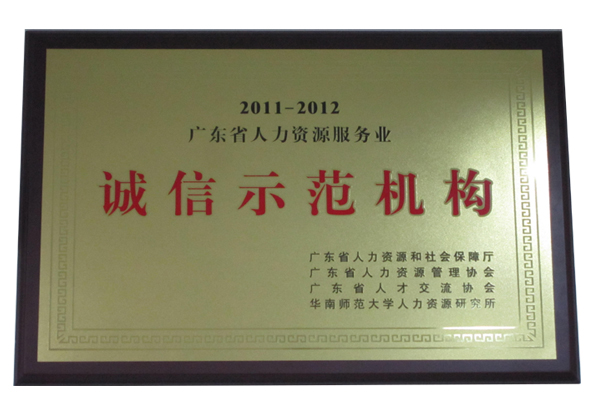 2011-2012
广东省人力资源服务业
诚信示范机构
广东省人力资源和社会保障厅
广东省人力资源管理协会
广东省人才交流协会
华南师范大学人力资源研究所